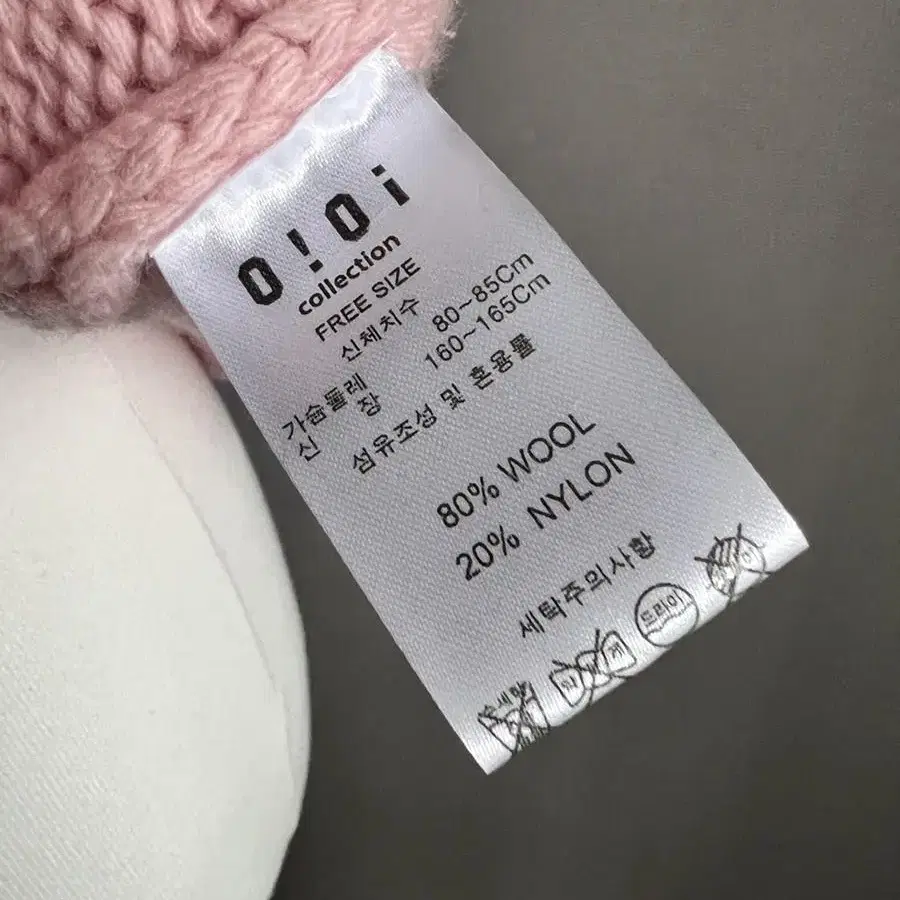 O!Oi
collection
FREE SIZE
신체치수
가슴둘레 80~85Cm
신 장 160~165Cm
섬유조성 및 혼용률
80% WOOL
20% NYLON
세탁주의사항
드라이